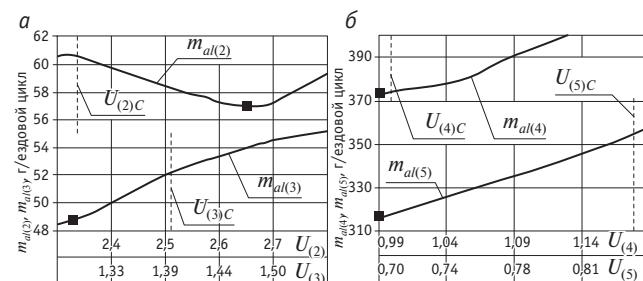 а
62
60
58
56
54
52
50
48
m_al(2), m_al(3), г/ездовой цикл
m_al(2)
U_(2)C
m_al(3)
U_(3)C
2,4 2,5 2,6 2,7 U_(2)
1,33 1,39 1,44 1,50 U_(3)
б
390
370
350
330
310
m_al(4), m_al(5), г/ездовой цикл
U_(5)C
U_(4)C
m_al(4)
m_al(5)
0,99 1,04 1,09 1,14 U_(4)
0,70 0,74 0,78 0,81 U_(5)